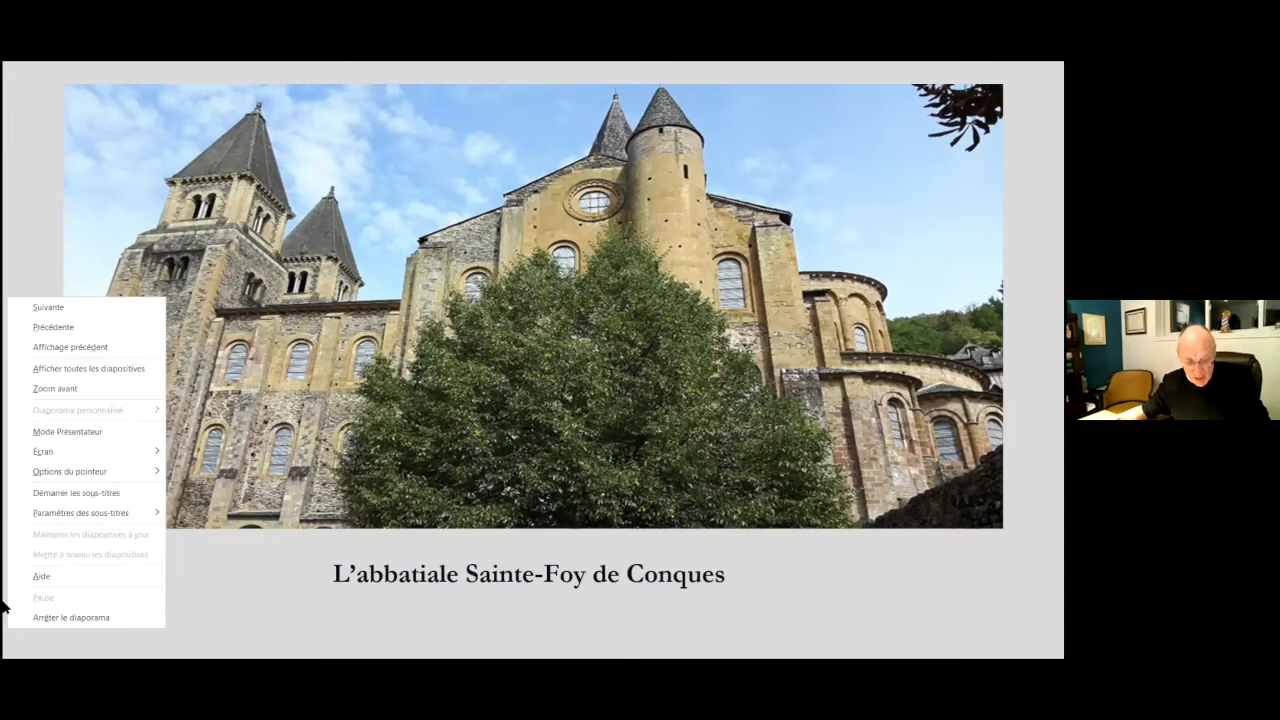 Suivante
Précédente
Affichage précédent
Afficher toutes les diapositives
Zoom avant
Diaporama personnalisé
Mode Présentateur
Écran
Options du pointeur
Démarrer les sous-titres
Paramètres des sous-titres
Maintenir les diapositives à jour
Mettre à niveau les diapositives
Aide
Pause
Arrêter le diaporama
L'abbatiale Sainte-Foy de Conques